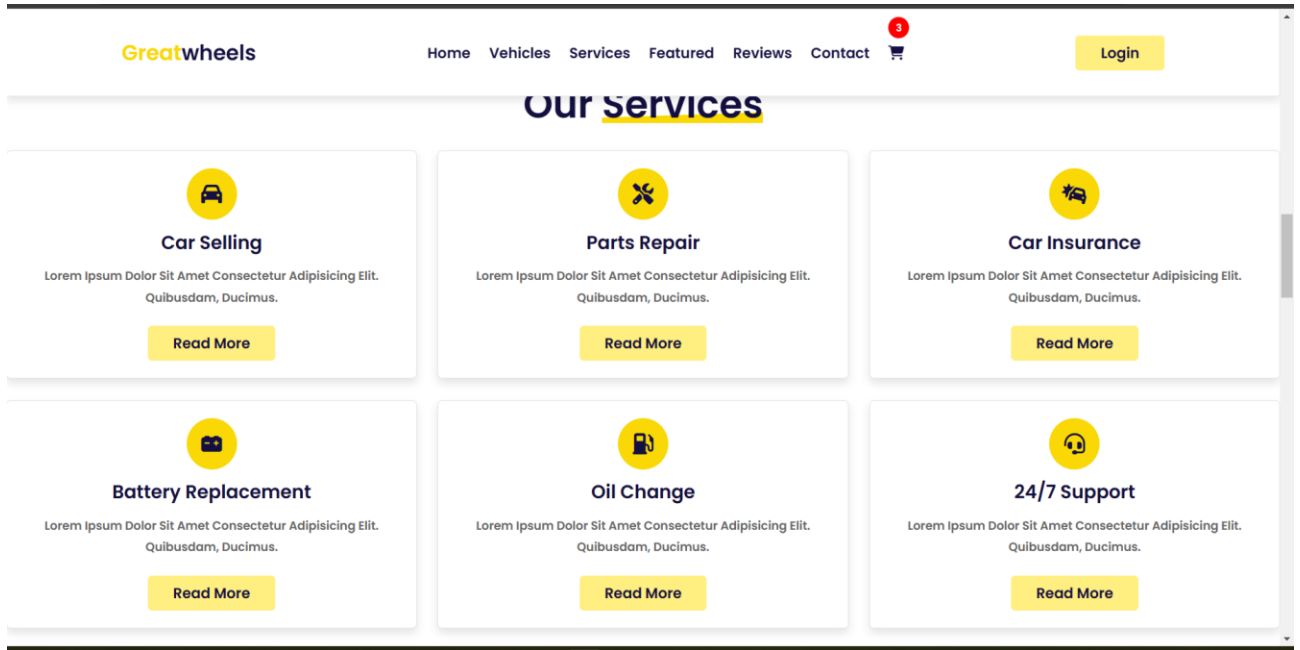 Greatwheels
Home Vehicles Services Featured Reviews Contact
3
Login
Our Services
Car Selling
Lorem Ipsum Dolor Sit Amet Consectetur Adipisicing Elit.
Quibusdam, Ducimus.
Read More
Parts Repair
Lorem Ipsum Dolor Sit Amet Consectetur Adipisicing Elit.
Quibusdam, Ducimus.
Read More
Car Insurance
Lorem Ipsum Dolor Sit Amet Consectetur Adipisicing Elit.
Quibusdam, Ducimus.
Read More
Battery Replacement
Lorem Ipsum Dolor Sit Amet Consectetur Adipisicing Elit.
Quibusdam, Ducimus.
Read More
Oil Change
Lorem Ipsum Dolor Sit Amet Consectetur Adipisicing Elit.
Quibusdam, Ducimus.
Read More
24/7 Support
Lorem Ipsum Dolor Sit Amet Consectetur Adipisicing Elit.
Quibusdam, Ducimus.
Read More